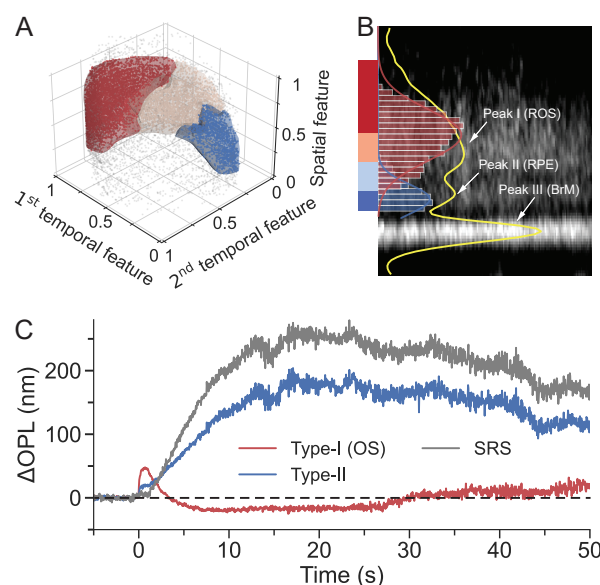 A
1
0.5
0
Spatial feature
1
0.5
0
1st temporal feature
1
0.5
0
2nd temporal feature
B
Peak I (ROS)
Peak II (RPE)
Peak III (BrM)
C
200
100
0
ΔOPL (nm)
Type-I (OS)
SRS
Type-II
0
10
20
30
40
50
Time (s)